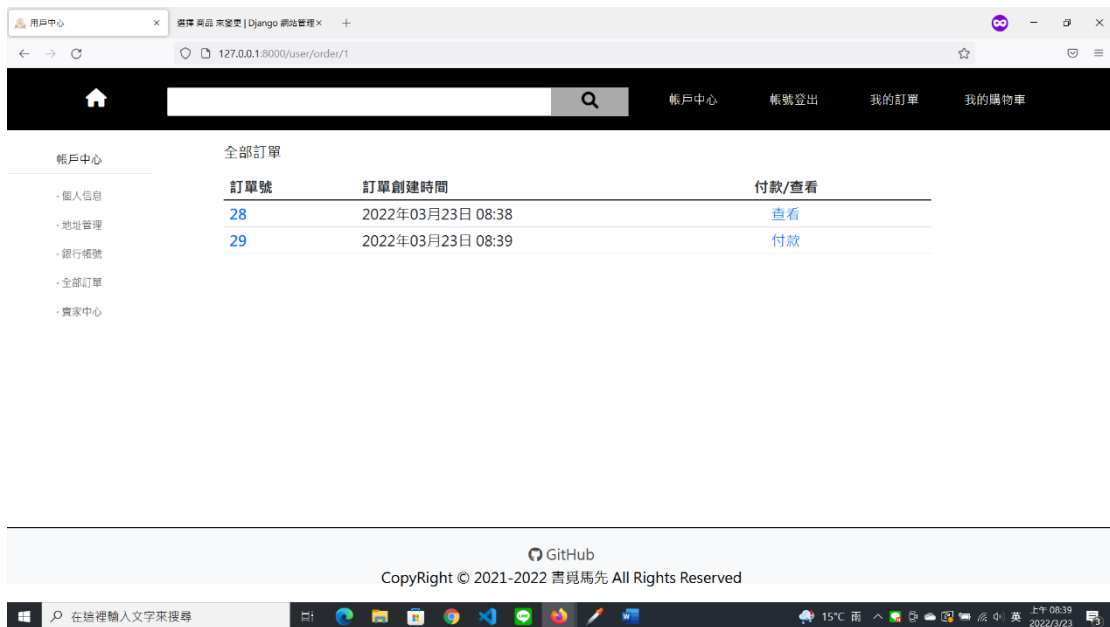 用戶中心
選擇 商品 來變更 | Django 網站管理
127.0.0.1:8000/user/order/1
帳戶中心 帳號登出 我的訂單 我的購物車
帳戶中心
· 個人信息
· 地址管理
· 銀行帳號
· 全部訂單
· 賣家中心
全部訂單
訂單號 訂單創建時間 付款/查看
28 2022年03月23日 08:38 查看
29 2022年03月23日 08:39 付款
GitHub
CopyRight © 2021-2022 書覓馬先 All Rights Reserved
在這裡輸入文字來搜尋
15°C 雨
英
上午 08:39
2022/3/23